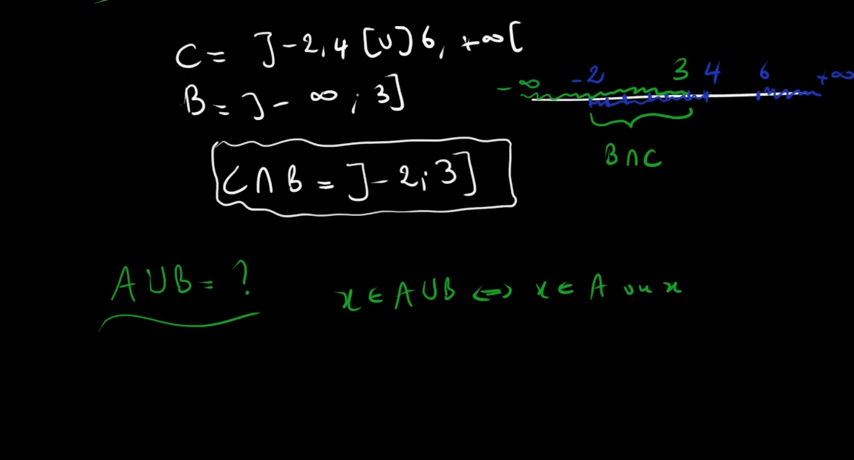 C = ]-2,4[∪]6,+∞[
B = ]-∞; 3]
-∞ -2 3 4 6 +∞
B∩C
C∩B = ]-2; 3]
A∪B = ?
x ∈ A∪B ⇔ x ∈ A ou x